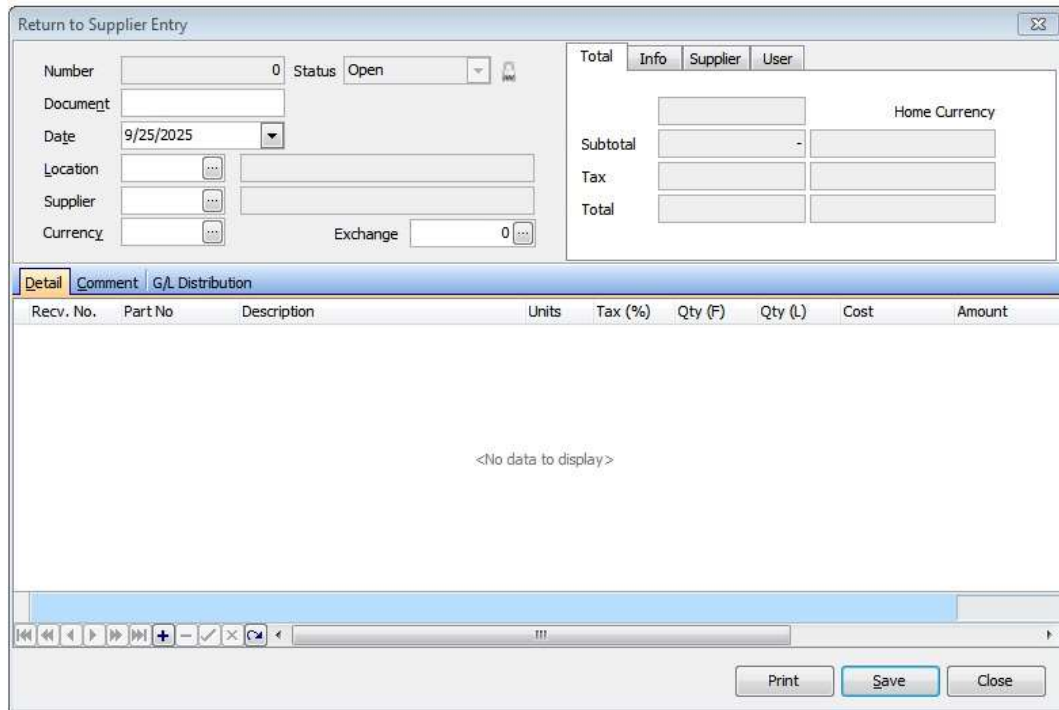 Return to Supplier Entry
Number 0 Status Open
Document
Date 9/25/2025
Location ...
Supplier ...
Currency ... Exchange 0 ...
Total Info Supplier User
Home Currency
Subtotal -
Tax
Total
Detail Comment G/L Distribution
Recv. No. Part No Description Units Tax (%) Qty (F) Qty (L) Cost Amount
<No data to display>
Print Save Close